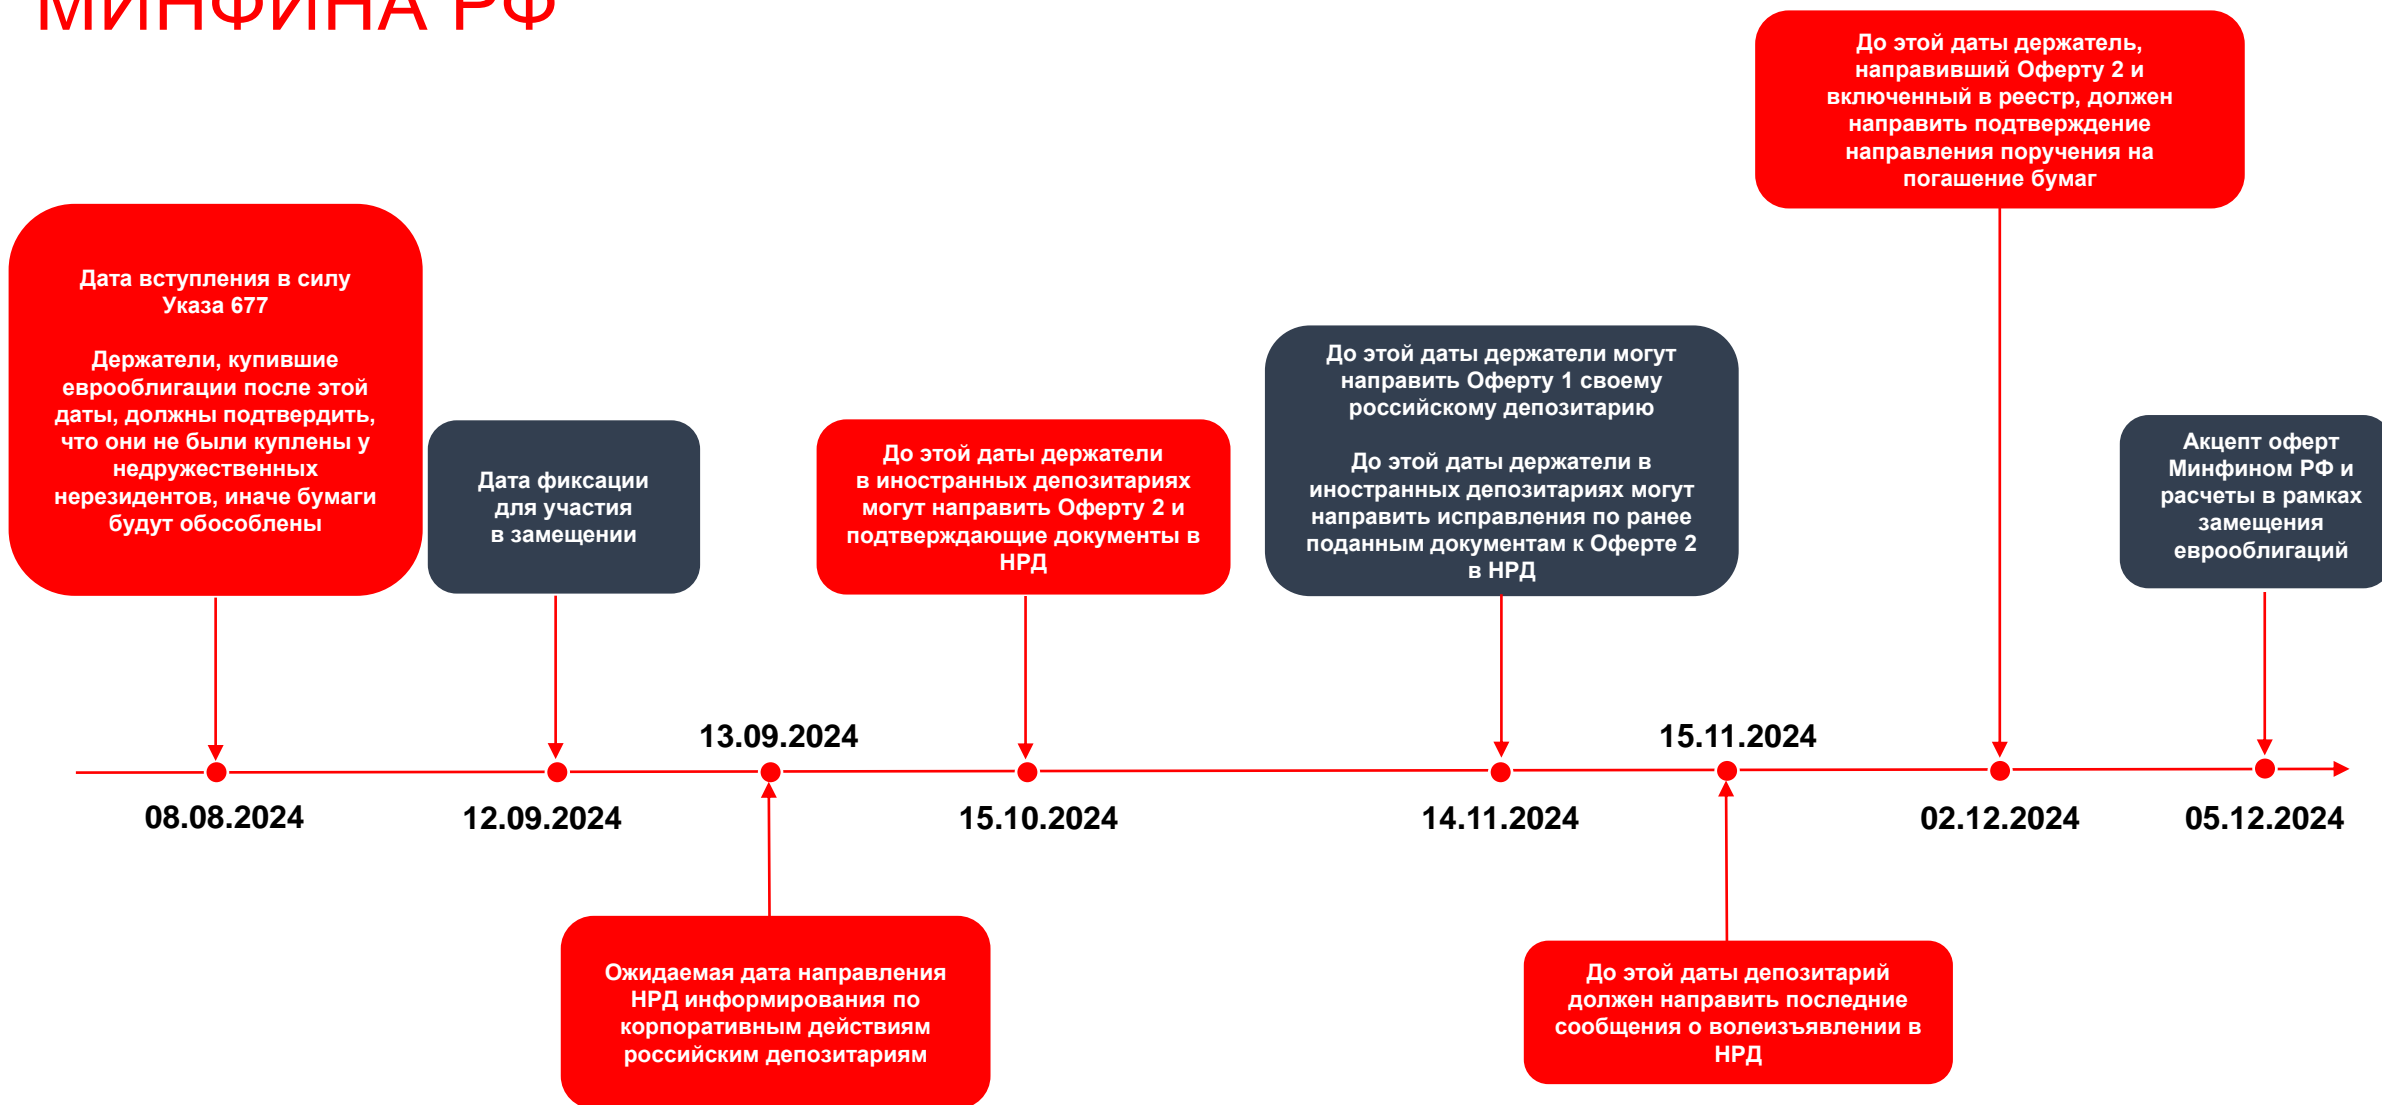 МИНФИНА РФ
До этой даты держатель,
направивший Оферту 2 и
включенный в реестр, должен
направить подтверждение
направления поручения на
погашение бумаг
Дата вступления в силу
Указа 677
Держатели, купившие
еврооблигации после этой
даты, должны подтвердить,
что они не были куплены у
недружественных
нерезидентов, иначе бумаги
будут обособлены
Дата фиксации
для участия
в замещении
До этой даты держатели
в иностранных депозитариях
могут направить Оферту 2 и
подтверждающие документы в
НРД
До этой даты держатели могут
направить Оферту 1 своему
российскому депозитарию
До этой даты держатели в
иностранных депозитариях могут
направить исправления по ранее
поданным документам к Оферте 2
в НРД
Акцепт оферт
Минфином РФ и
расчеты в рамках
замещения
еврооблигаций
13.09.2024
15.11.2024
08.08.2024
12.09.2024
15.10.2024
14.11.2024
02.12.2024
05.12.2024
Ожидаемая дата направления
НРД информирования по
корпоративным действиям
российским депозитариям
До этой даты депозитарий
должен направить последние
сообщения о волеизъявлении в
НРД